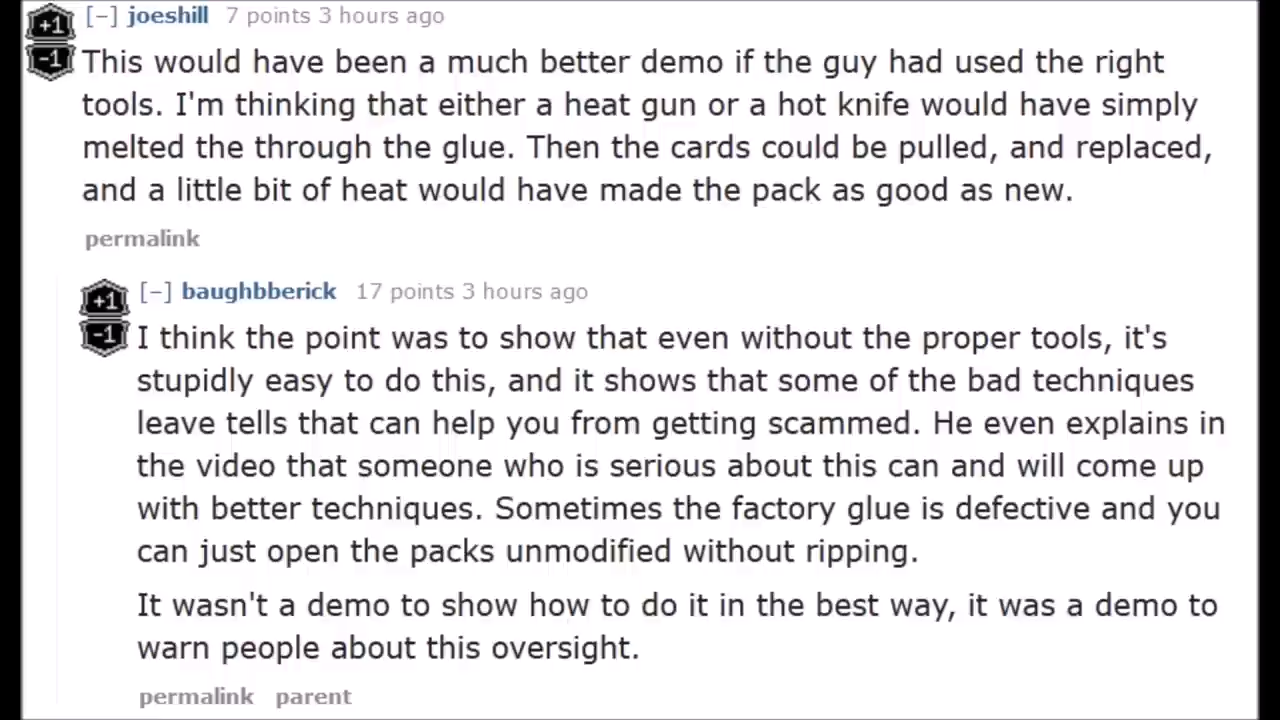 +1
[–] joeshill 7 points 3 hours ago
-1
This would have been a much better demo if the guy had used the right
tools. I'm thinking that either a heat gun or a hot knife would have simply
melted the through the glue. Then the cards could be pulled, and replaced,
and a little bit of heat would have made the pack as good as new.
permalink
+1
[–] baughbberick 17 points 3 hours ago
-1
I think the point was to show that even without the proper tools, it's
stupidly easy to do this, and it shows that some of the bad techniques
leave tells that can help you from getting scammed. He even explains in
the video that someone who is serious about this can and will come up
with better techniques. Sometimes the factory glue is defective and you
can just open the packs unmodified without ripping.
It wasn't a demo to show how to do it in the best way, it was a demo to
warn people about this oversight.
permalink parent